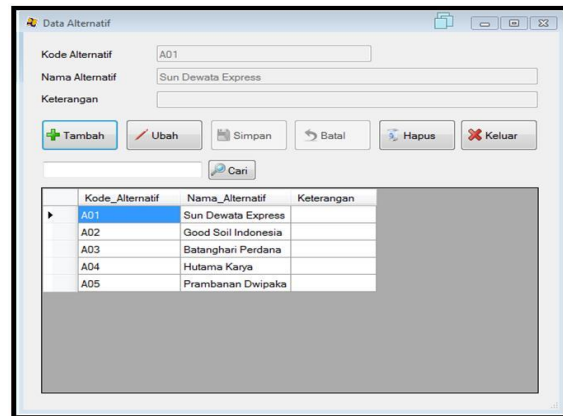 Data Alternatif
Kode Alternatif A01
Nama Alternatif Sun Dewata Express
Keterangan
Tambah Ubah Simpan Batal Hapus Keluar
Cari
Kode_Alternatif Nama_Alternatif Keterangan
A01 Sun Dewata Express
A02 Good Soil Indonesia
A03 Batanghari Perdana
A04 Hutama Karya
A05 Prambanan Dwipaka